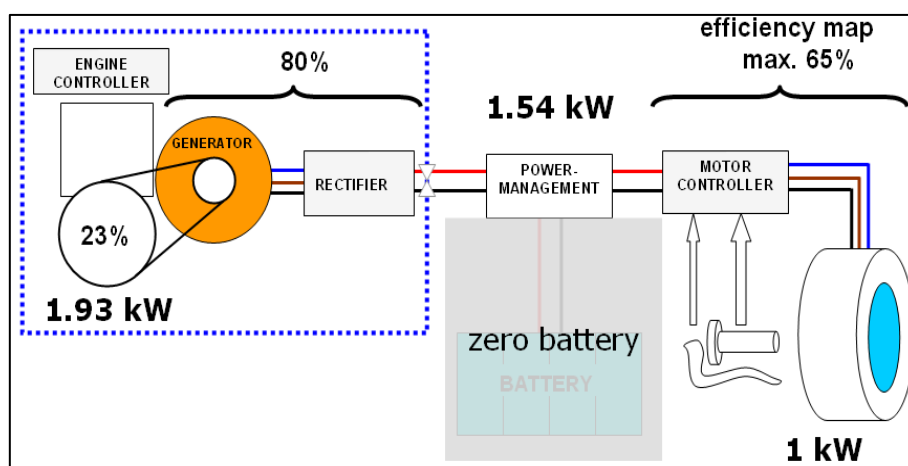 efficiency map
max. 65%
ENGINE
CONTROLLER
80%
1.54 kW
GENERATOR
RECTIFIER
POWER-
MANAGEMENT
MOTOR
CONTROLLER
23%
1.93 kW
zero battery
BATTERY
1 kW